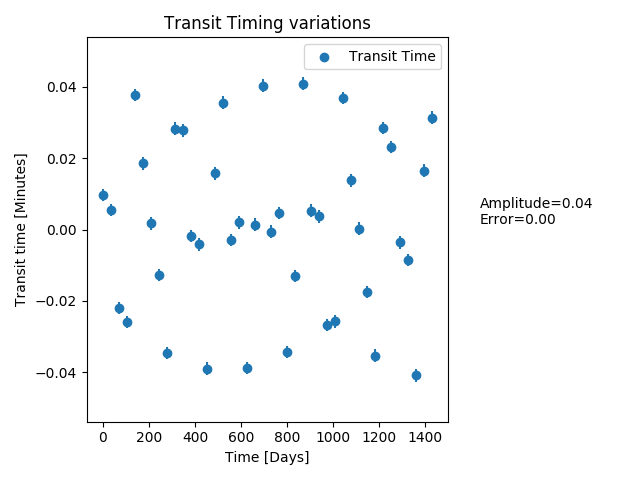 Transit Timing variations
Transit Time
0.04
0.02
0.00
−0.02
−0.04
Transit time [Minutes]
0 200 400 600 800 1000 1200 1400
Time [Days]
Amplitude=0.04
Error=0.00